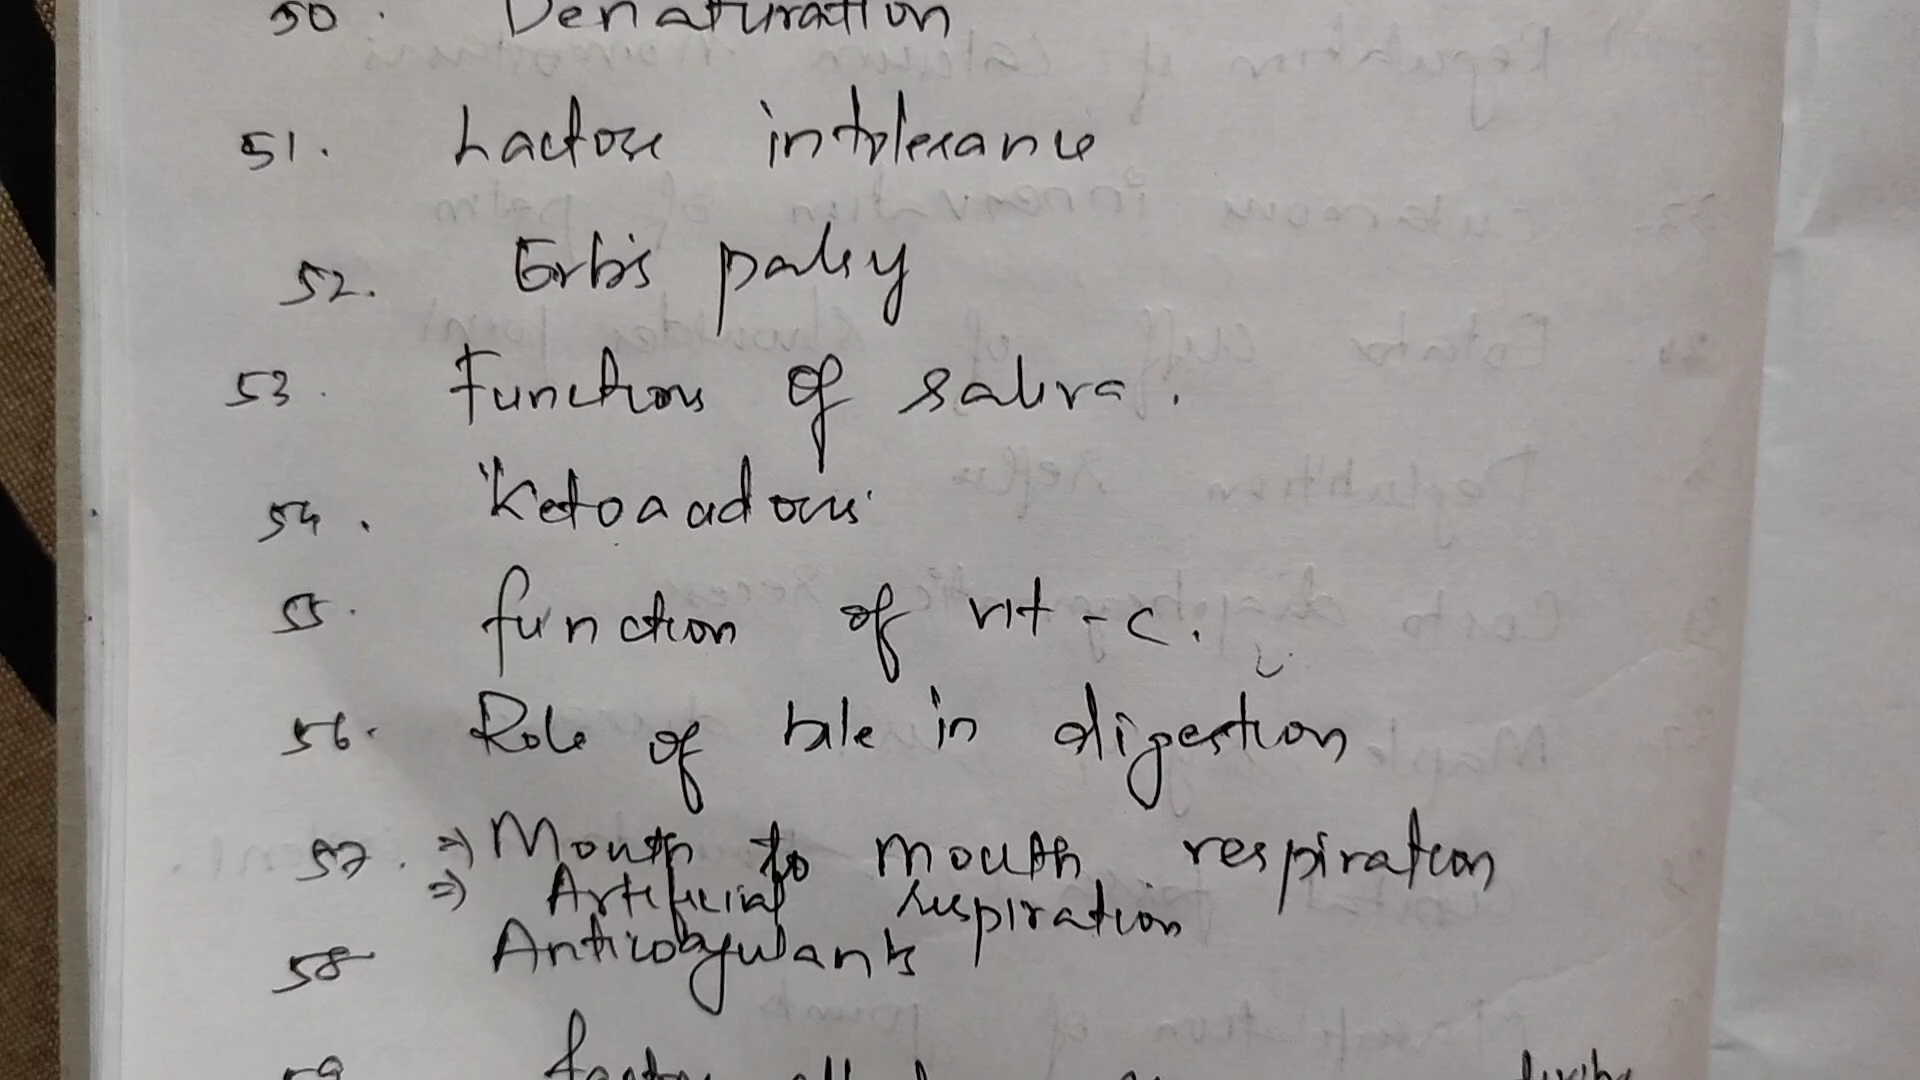 50. Denaturation
51. Lactose intolerance
52. Erb's palsy
53. Functions of saliva.
54. Ketoacidosis
55. function of vit-C.
56. Role of bile in digestion
57. => Mouth to mouth respiration
=> Artificial respiration
58 Anticoagulants
59